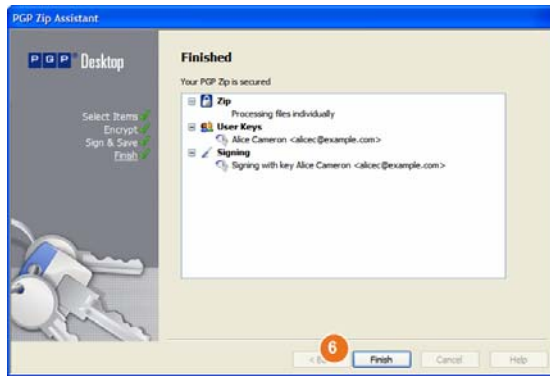 PGP Zip Assistant
PGP Desktop
Select Items
Encrypt
Sign & Save
Finish
Finished
Your PGP Zip is secured
Zip
Processing files individually
User Keys
Alice Cameron <alicec@example.com>
Signing
Signing with key Alice Cameron <alicec@example.com>
6
Finish
Cancel
Help